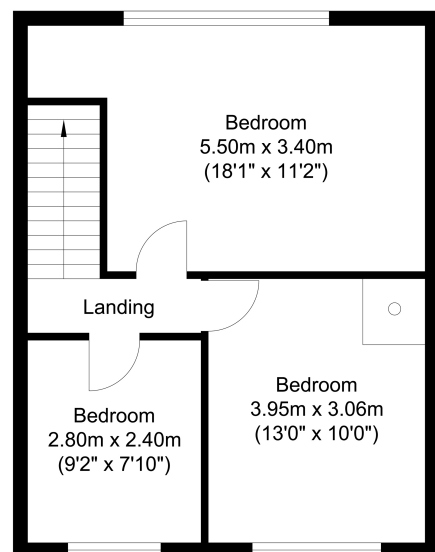 Bedroom
5.50m x 3.40m
(18'1" x 11'2")
Landing
Bedroom
3.95m x 3.06m
(13'0" x 10'0")
Bedroom
2.80m x 2.40m
(9'2" x 7'10")